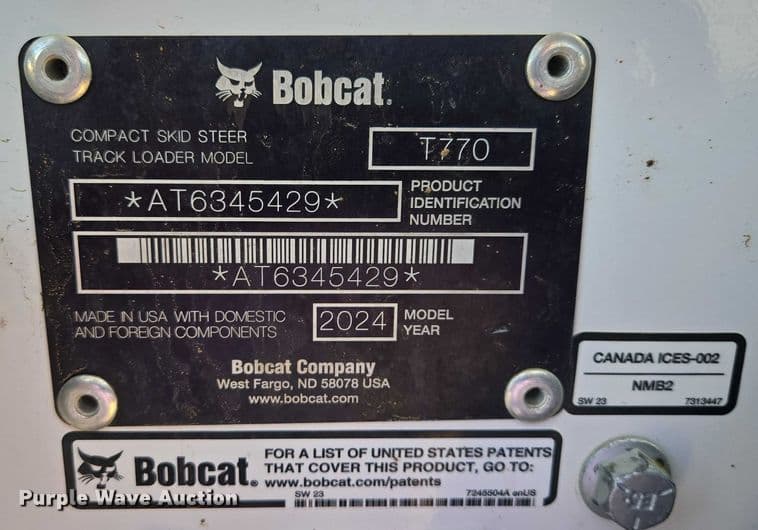 Bobcat.
COMPACT SKID STEER
TRACK LOADER MODEL
T770
*AT6345429*
PRODUCT
IDENTIFICATION
NUMBER
*AT6345429*
MADE IN USA WITH DOMESTIC
AND FOREIGN COMPONENTS
2024
MODEL
YEAR
Bobcat Company
West Fargo, ND 58078 USA
www.bobcat.com
CANADA ICES-002
NMB2
SW 23 7313447
Bobcat.
FOR A LIST OF UNITED STATES PATENTS
THAT COVER THIS PRODUCT, GO TO:
www.bobcat.com/patents
SW 23 7245504A enUS
Purple Wave Auction